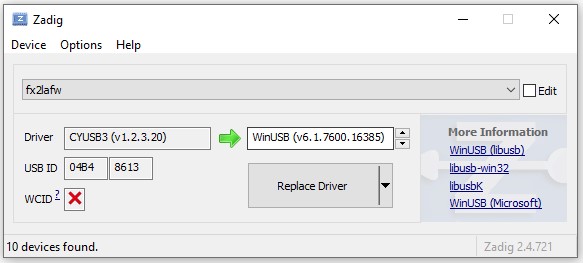 Zadig
Device Options Help
fx2lafw
Edit
Driver CYUSB3 (v1.2.3.20) WinUSB (v6.1.7600.16385)
USB ID 04B4 8613
WCID ?
Replace Driver
More Information
WinUSB (libusb)
libusb-win32
libusbK
WinUSB (Microsoft)
10 devices found.
Zadig 2.4.721